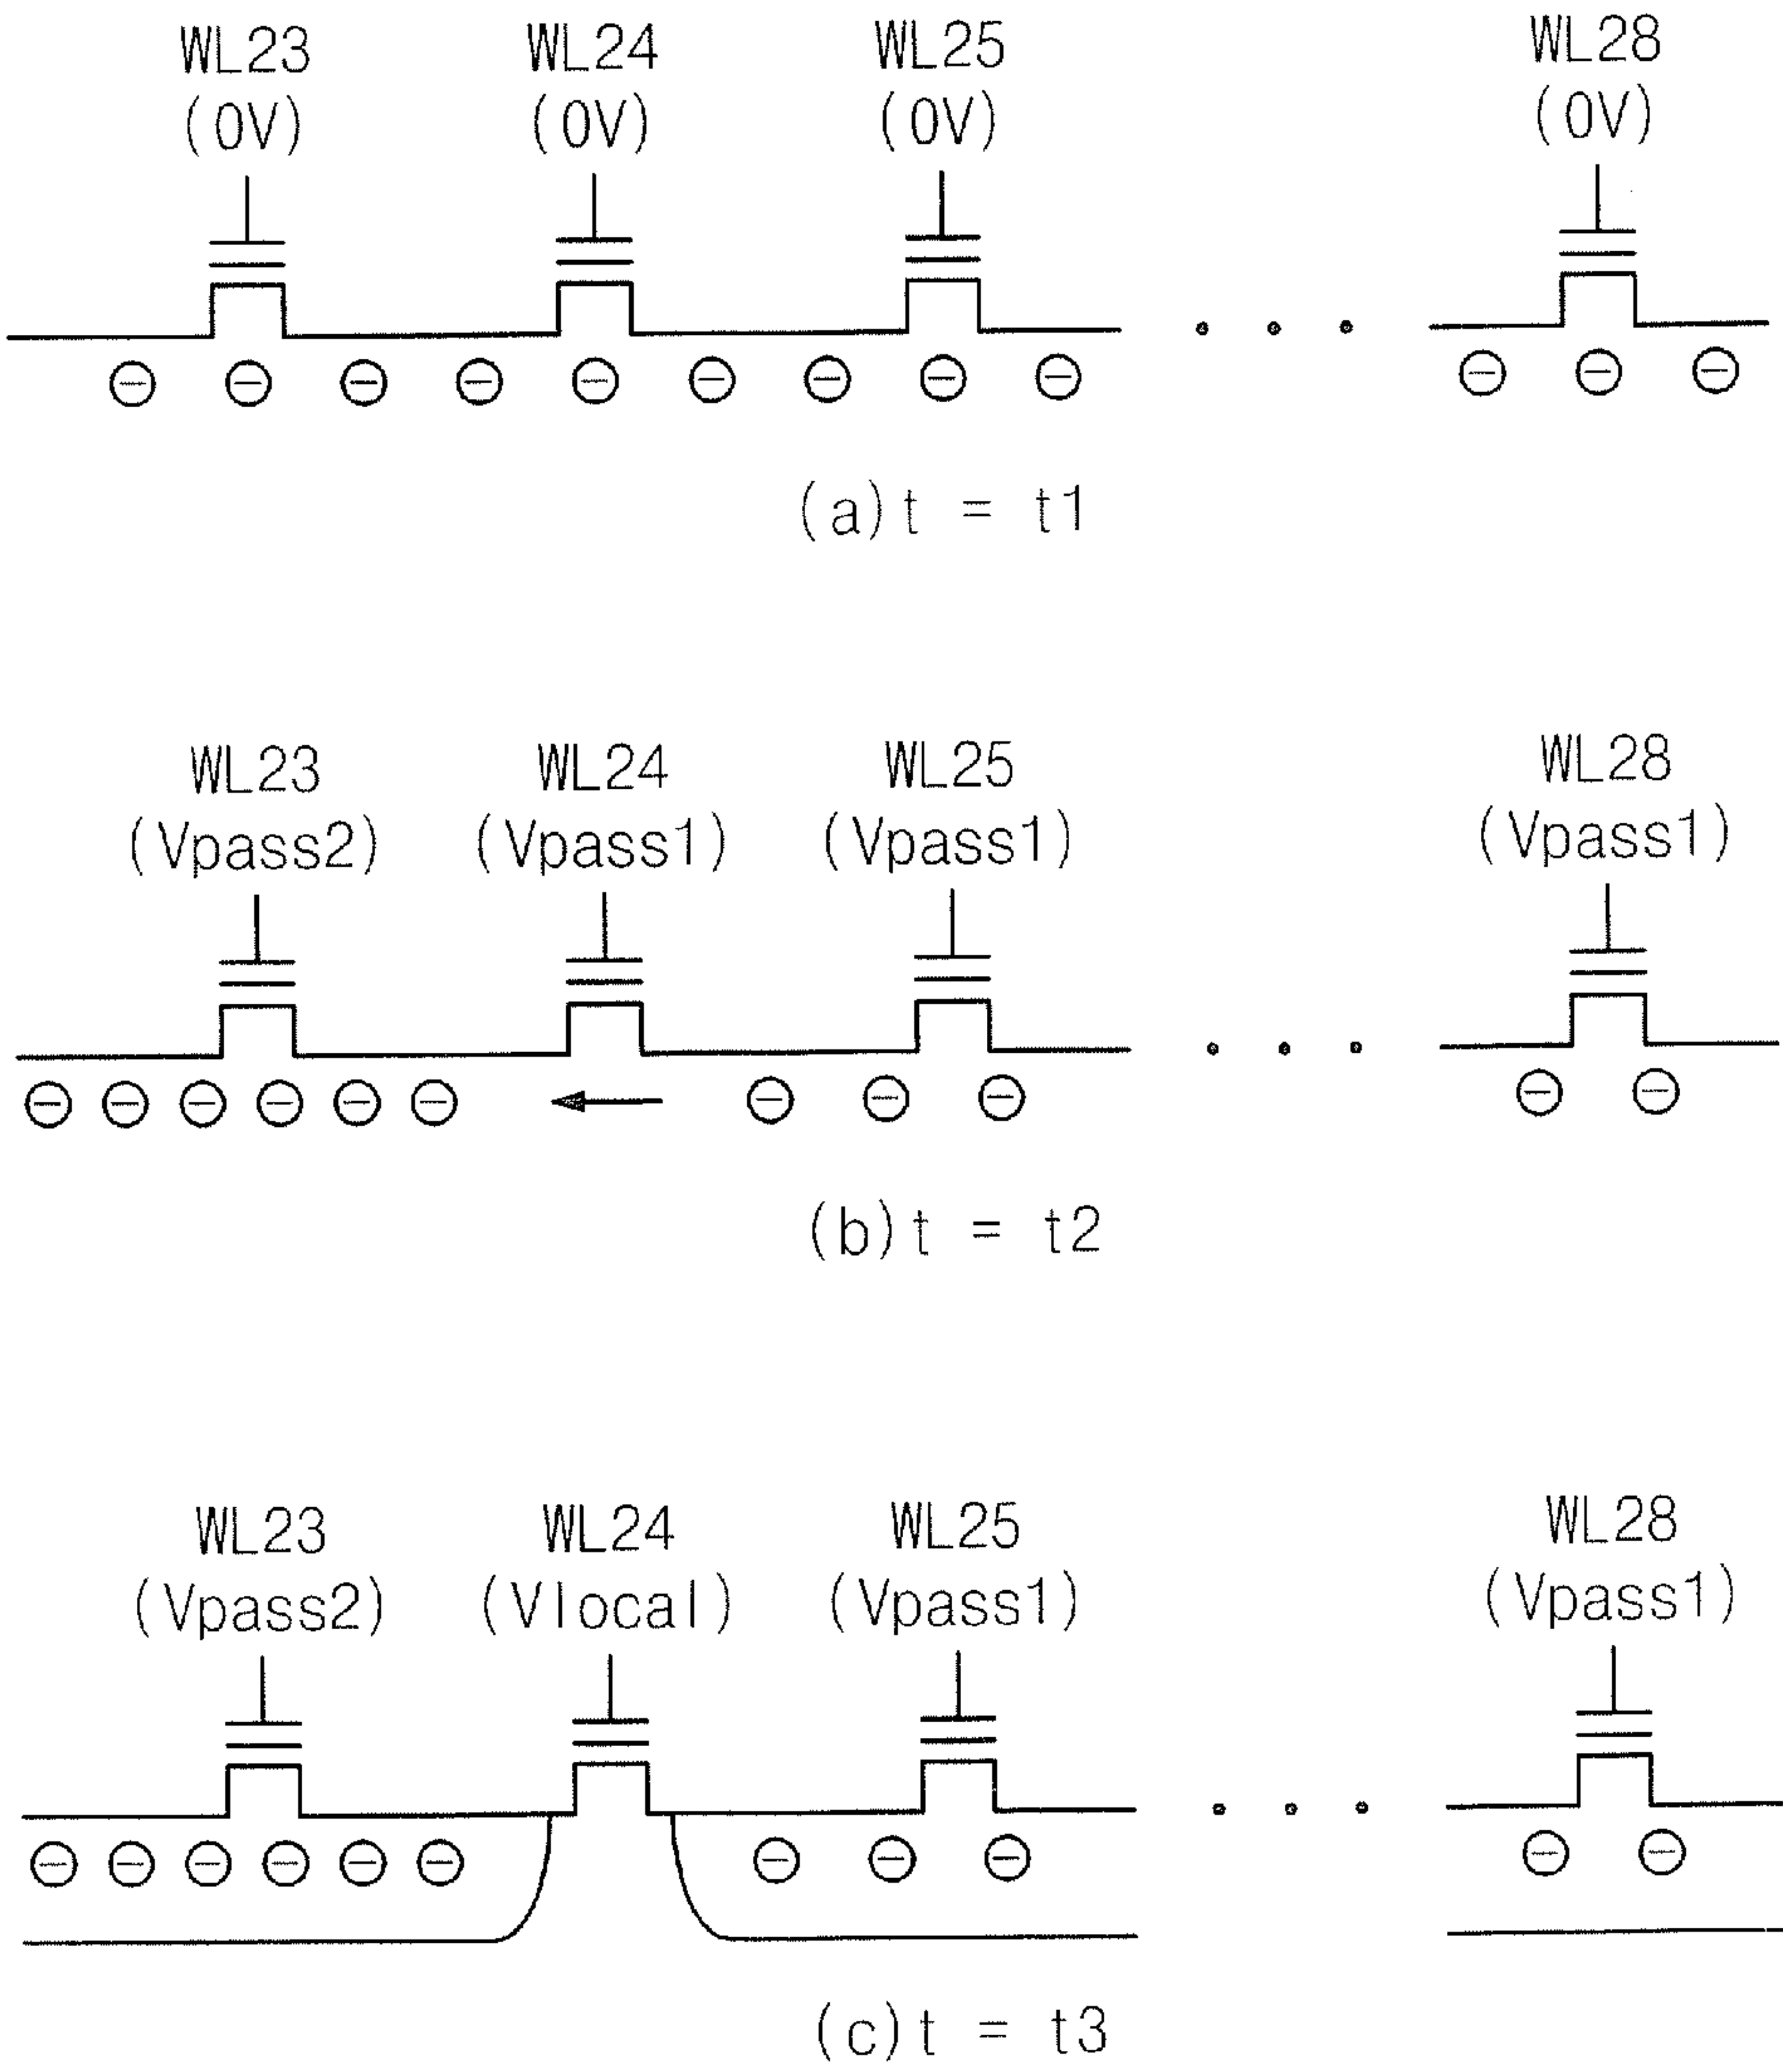 WL23 WL24 WL25 WL28
(0V) (0V) (0V) (0V)
(a)t = t1
WL23 WL24 WL25 WL28
(Vpass2) (Vpass1) (Vpass1) (Vpass1)
(b)t = t2
WL23 WL24 WL25 WL28
(Vpass2) (Vlocal) (Vpass1) (Vpass1)
(c)t = t3